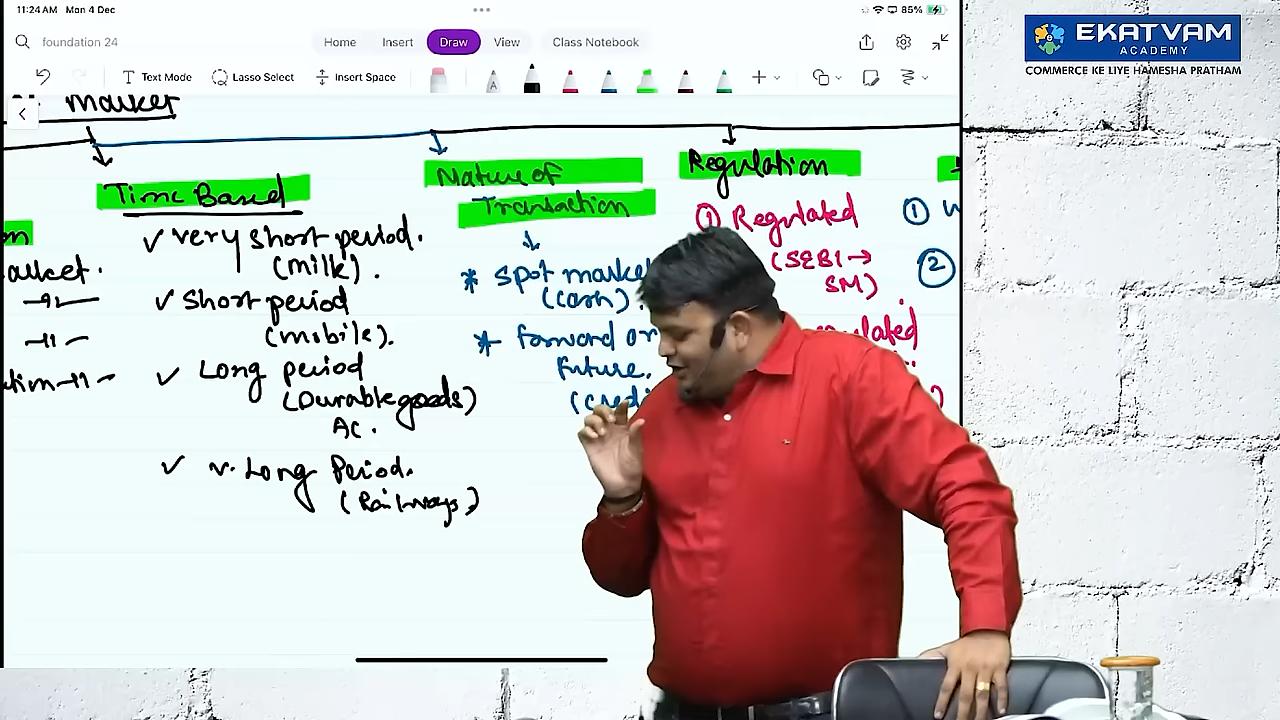 11:24 AM Mon 4 Dec
85%
foundation 24
Home Insert Draw View Class Notebook
Text Mode Lasso Select Insert Space
EKATVAM
ACADEMY
COMMERCE KE LIYE HAMESHA PRATHAM
market
Time Based
✓ very short period.
(milk).
✓ short period
(mobile).
✓ Long period
(Durable goods)
AC.
✓ v. Long Period.
(Railways)
Nature of
Transaction
* spot market
(cash).
* forward or
future.
Regulation
① Regulated
(SEBI →
SM)
①
②